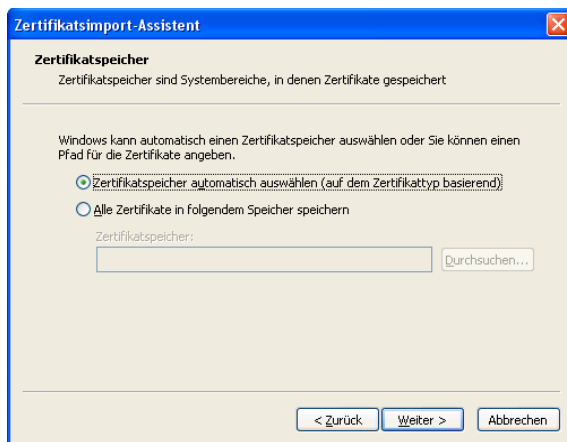 Zertifikatsimport-Assistent
Zertifikatspeicher
Zertifikatspeicher sind Systembereiche, in denen Zertifikate gespeichert
Windows kann automatisch einen Zertifikatspeicher auswählen oder Sie können einen
Pfad für die Zertifikate angeben.
Zertifikatspeicher automatisch auswählen (auf dem Zertifikattyp basierend)
Alle Zertifikate in folgendem Speicher speichern
Zertifikatspeicher:
Durchsuchen...
< Zurück Weiter > Abbrechen